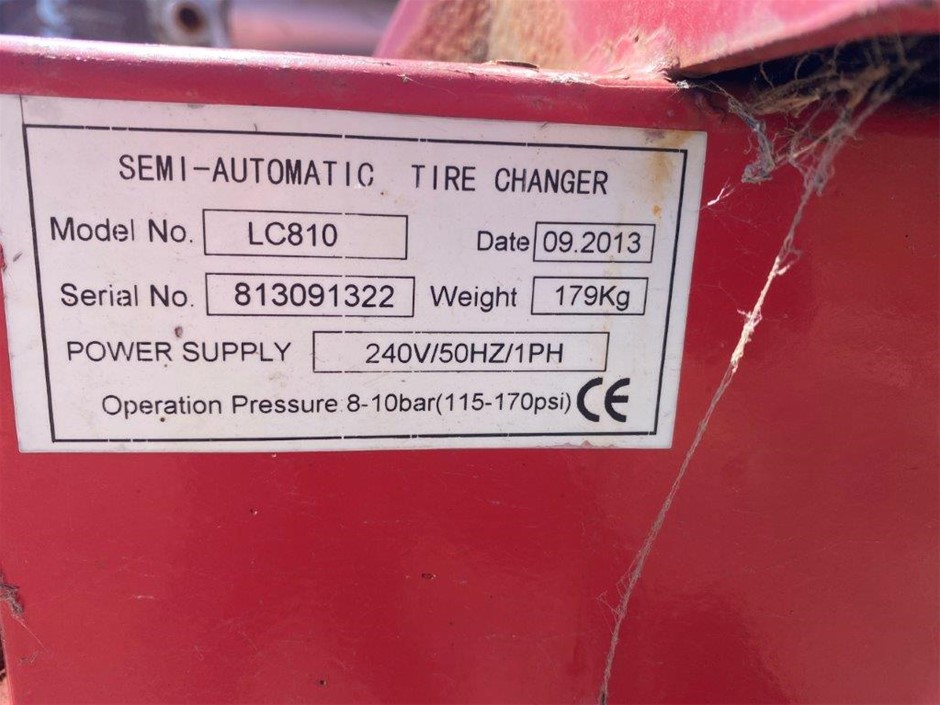 SEMI-AUTOMATIC TIRE CHANGER
Model No. LC810 Date 09.2013
Serial No. 813091322 Weight 179Kg
POWER SUPPLY 240V/50HZ/1PH
Operation Pressure 8-10bar(115-170psi) CE